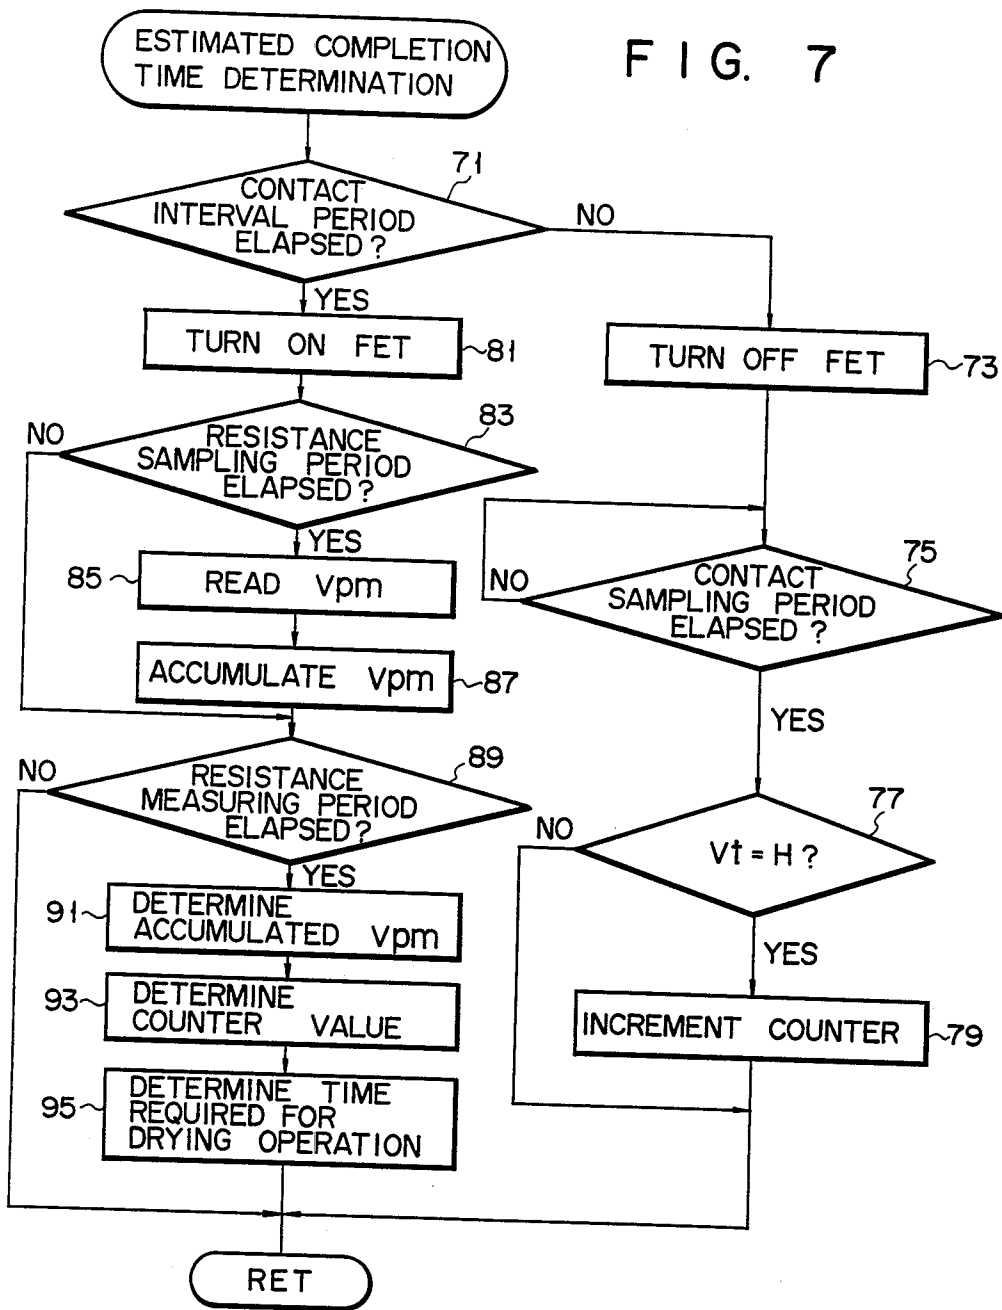 FIG. 7
ESTIMATED COMPLETION
TIME DETERMINATION
71
CONTACT
INTERVAL PERIOD
ELAPSED?
NO
YES
TURN ON FET
81
TURN OFF FET
73
83
RESISTANCE
SAMPLING PERIOD
ELAPSED?
NO
YES
85
READ Vpm
ACCUMULATE Vpm
87
75
CONTACT
SAMPLING PERIOD
ELAPSED?
NO
YES
89
RESISTANCE
MEASURING PERIOD
ELAPSED?
NO
YES
77
Vt = H ?
NO
YES
91
DETERMINE
ACCUMULATED Vpm
93
DETERMINE
COUNTER VALUE
INCREMENT COUNTER
79
95
DETERMINE TIME
REQUIRED FOR
DRYING OPERATION
RET